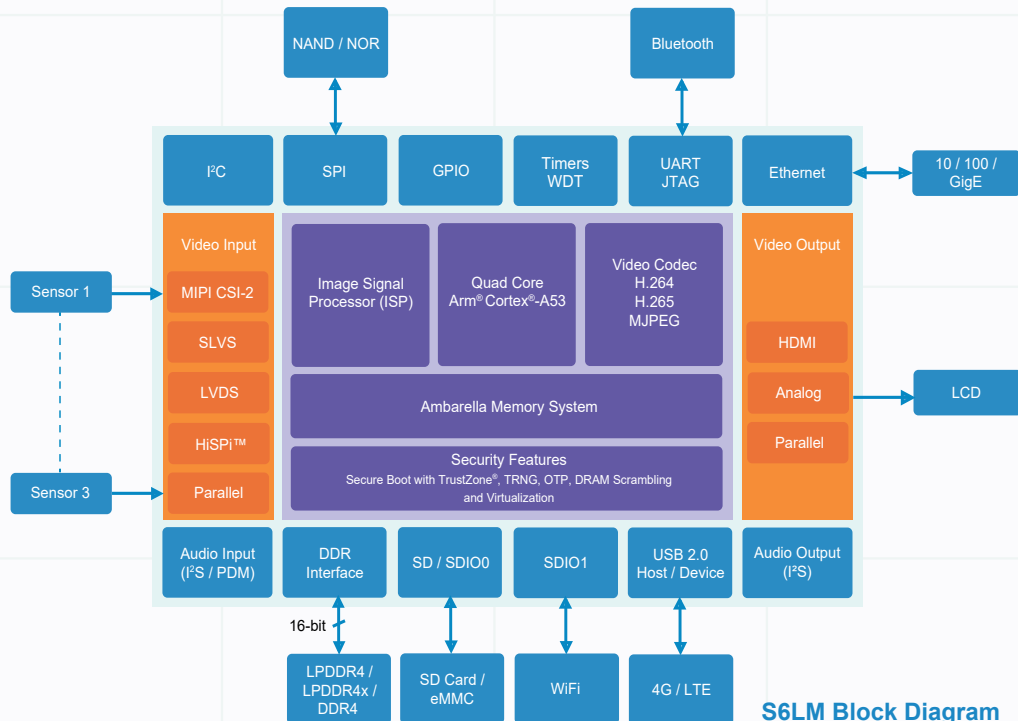 NAND / NOR
Bluetooth
I²C
SPI
GPIO
Timers
WDT
UART
JTAG
Ethernet
10 / 100 /
GigE
Video Input
MIPI CSI-2
SLVS
LVDS
HiSPi™
Parallel
Sensor 1
Sensor 3
Image Signal
Processor (ISP)
Quad Core
Arm® Cortex®-A53
Video Codec
H.264
H.265
MJPEG
Ambarella Memory System
Security Features
Secure Boot with TrustZone®, TRNG, OTP, DRAM Scrambling
and Virtualization
Video Output
HDMI
Analog
Parallel
LCD
Audio Input
(I²S / PDM)
DDR
Interface
SD / SDIO0
SDIO1
USB 2.0
Host / Device
Audio Output
(I²S)
16-bit
LPDDR4 /
LPDDR4x /
DDR4
SD Card /
eMMC
WiFi
4G / LTE
S6LM Block Diagram